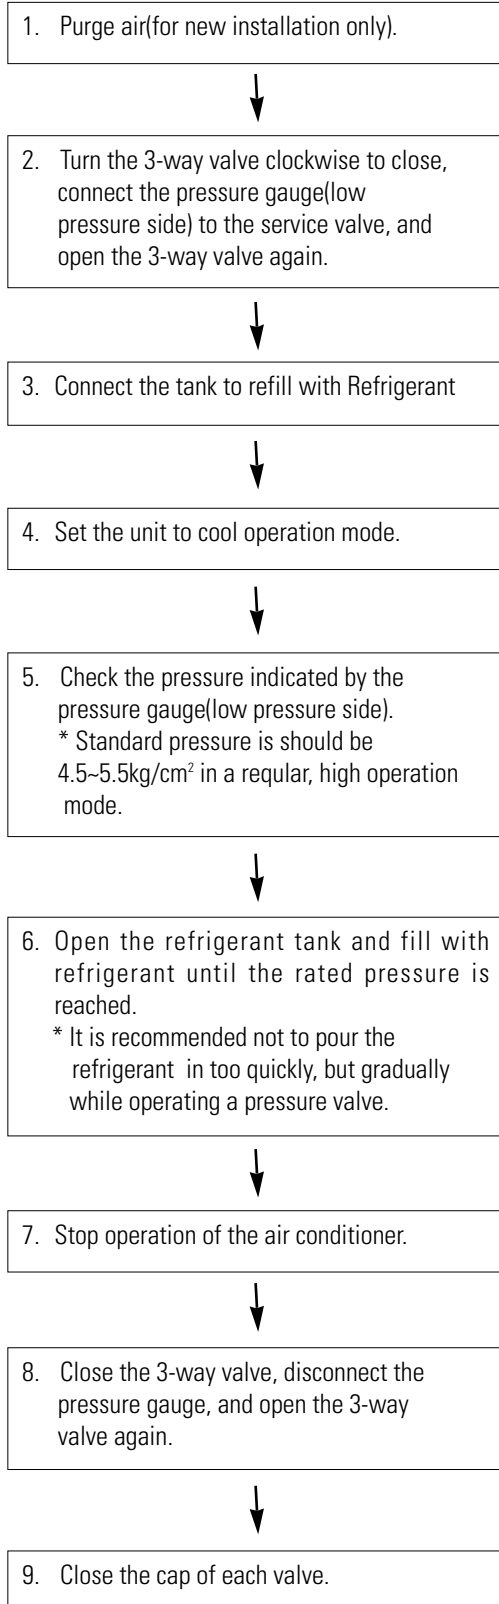 1. Purge air(for new installation only).
2. Turn the 3-way valve clockwise to close,
connect the pressure gauge(low
pressure side) to the service valve, and
open the 3-way valve again.
3. Connect the tank to refill with Refrigerant
4. Set the unit to cool operation mode.
5. Check the pressure indicated by the
pressure gauge(low pressure side).
* Standard pressure is should be
4.5~5.5kg/cm² in a reqular, high operation
mode.
6. Open the refrigerant tank and fill with
refrigerant until the rated pressure is
reached.
* It is recommended not to pour the
refrigerant in too quickly, but gradually
while operating a pressure valve.
7. Stop operation of the air conditioner.
8. Close the 3-way valve, disconnect the
pressure gauge, and open the 3-way
valve again.
9. Close the cap of each valve.